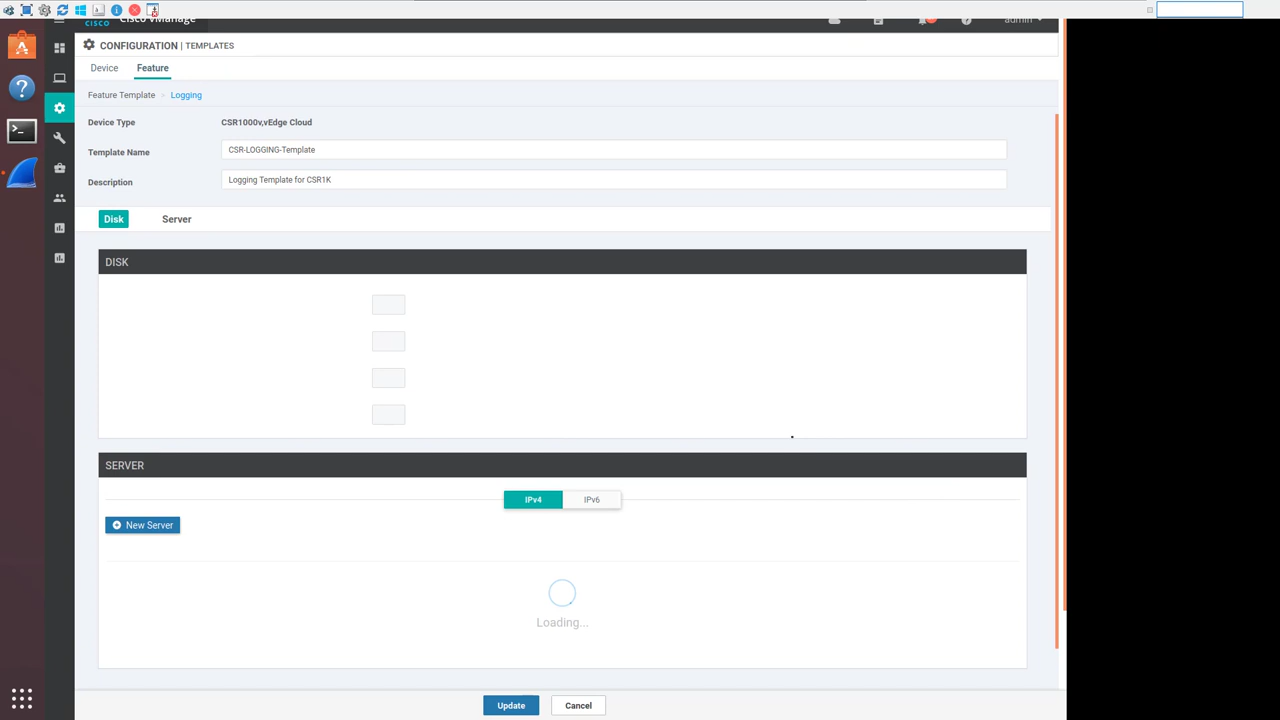 Cisco vManage
CISCO
admin
CONFIGURATION | TEMPLATES
Device
Feature
Feature Template > Logging
Device Type
CSR1000v,vEdge Cloud
Template Name
CSR-LOGGING-Template
Description
Logging Template for CSR1K
Disk
Server
DISK
SERVER
IPv4
IPv6
New Server
Loading...
Update
Cancel